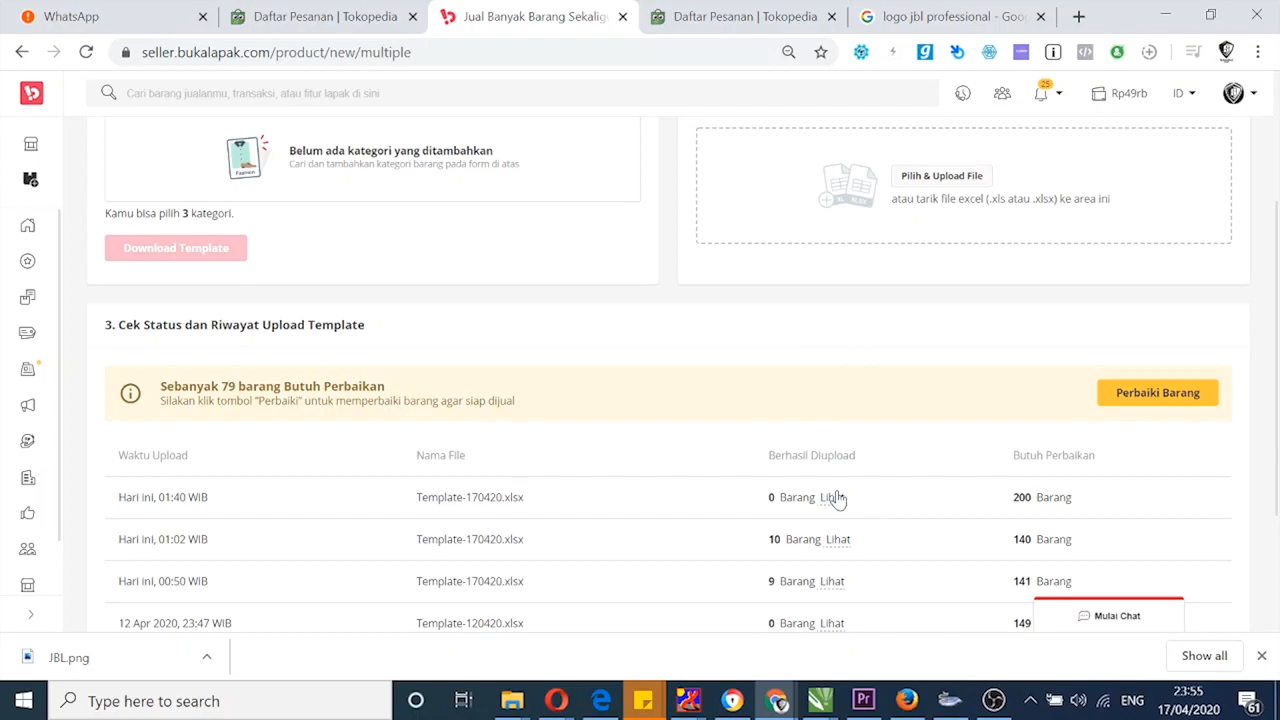 WhatsApp
Daftar Pesanan | Tokopedia
Jual Banyak Barang Sekaligu
Daftar Pesanan | Tokopedia
logo jbl professional - Goo
seller.bukalapak.com/product/new/multiple
Cari barang jualanmu, transaksi, atau fitur lapak di sini
25
Rp49rb
ID
Belum ada kategori yang ditambahkan
Cari dan tambahkan kategori barang pada form di atas
Kamu bisa pilih 3 kategori.
Download Template
Pilih & Upload File
atau tarik file excel (.xls atau .xlsx) ke area ini
3. Cek Status dan Riwayat Upload Template
Sebanyak 79 barang Butuh Perbaikan
Silakan klik tombol "Perbaiki" untuk memperbaiki barang agar siap dijual
Perbaiki Barang
Waktu Upload Nama File Berhasil Diupload Butuh Perbaikan
Hari ini, 01:40 WIB Template-170420.xlsx 0 Barang Lihat 200 Barang
Hari ini, 01:02 WIB Template-170420.xlsx 10 Barang Lihat 140 Barang
Hari ini, 00:50 WIB Template-170420.xlsx 9 Barang Lihat 141 Barang
12 Apr 2020, 23:47 WIB Template-120420.xlsx 0 Barang Lihat 149
Mulai Chat
JBL.png
Show all
Type here to search
ENG
23:55
17/04/2020
61